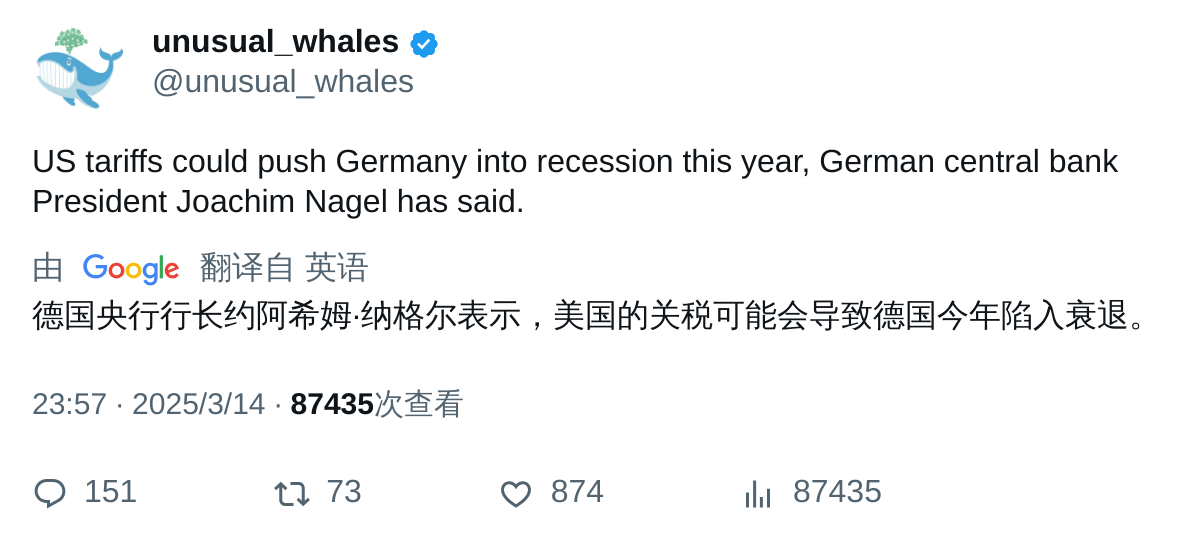 unusual_whales
@unusual_whales
US tariffs could push Germany into recession this year, German central bank
President Joachim Nagel has said.
由 Google 翻译自 英语
德国央行行长约阿希姆·纳格尔表示，美国的关税可能会导致德国今年陷入衰退。
23:57 · 2025/3/14 · 87435次查看
151 73 874 87435